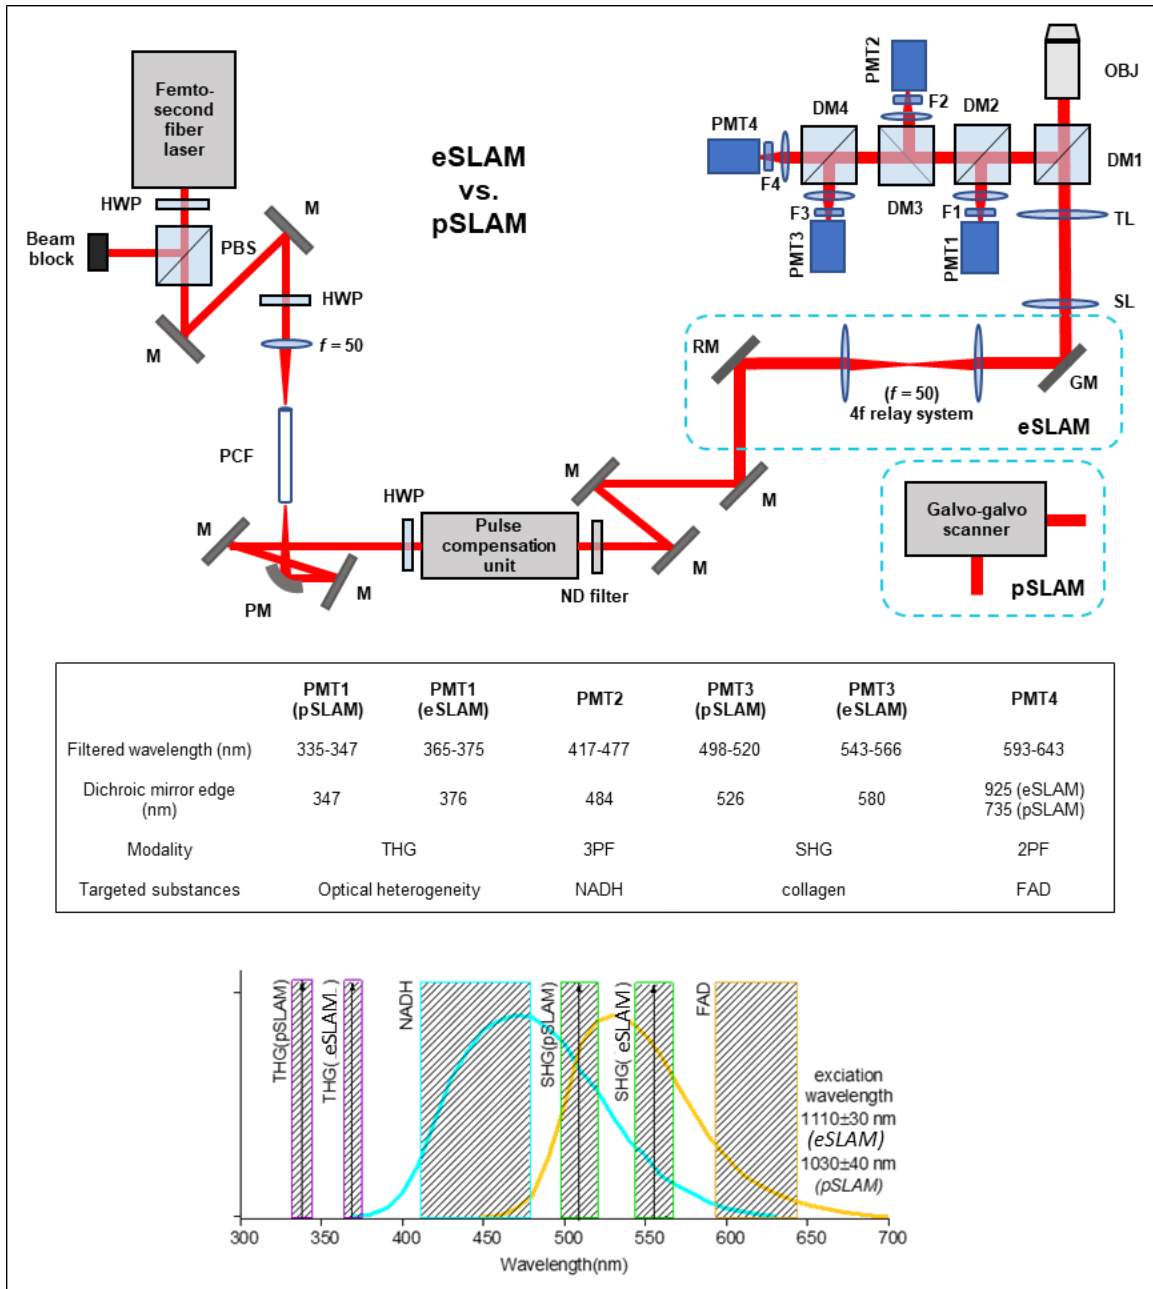 Femto-
second
fiber
laser
HWP
Beam
block
PBS
M
M
HWP
f = 50
PCF
M
PM
M
HWP
Pulse
compensation
unit
ND filter
M
M
M
eSLAM
vs.
pSLAM
PMT2
F2
DM4
DM2
OBJ
PMT4
F4
DM1
F3
DM3
F1
PMT3
PMT1
TL
SL
RM
GM
(f = 50)
4f relay system
eSLAM
Galvo-galvo
scanner
pSLAM
PMT1 (pSLAM) PMT1 (eSLAM) PMT2 PMT3 (pSLAM) PMT3 (eSLAM) PMT4
Filtered wavelength (nm) 335-347 365-375 417-477 498-520 543-566 593-643
Dichroic mirror edge (nm) 347 376 484 526 580 925 (eSLAM) 735 (pSLAM)
Modality THG 3PF SHG 2PF
Targeted substances Optical heterogeneity NADH collagen FAD
THG(pSLAM)
THG( eSLAM.)
NADH
SHG(pSLAM)
SHG( eSLAM)
FAD
exciation
wavelength
1110±30 nm
(eSLAM)
1030±40 nm
(pSLAM)
300 350 400 450 500 550 600 650 700
Wavelength(nm)